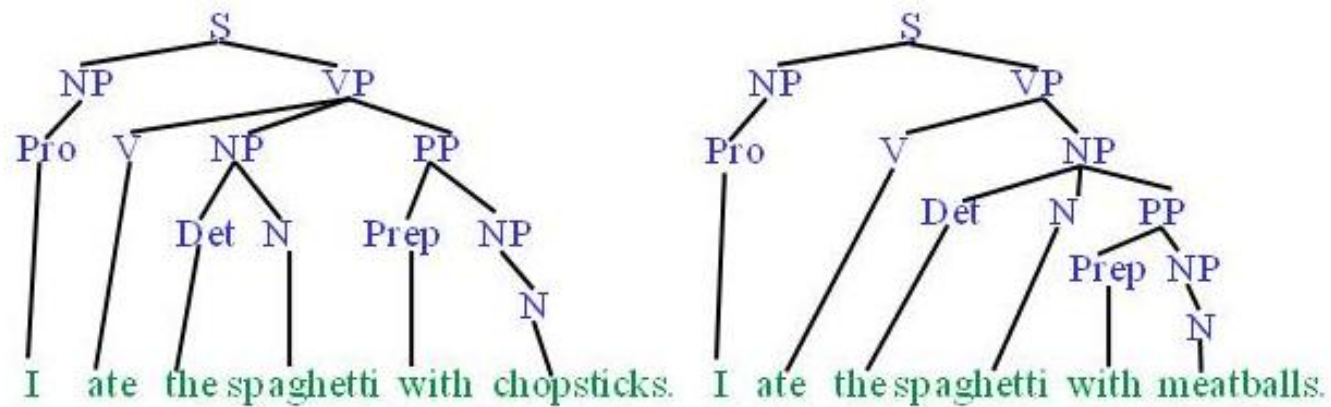 S S
NP VP NP VP
Pro V NP PP Pro V NP
Det N PP
Det N Prep NP
Prep NP
N
N
I ate the spaghetti with chopsticks. I ate the spaghetti with meatballs.